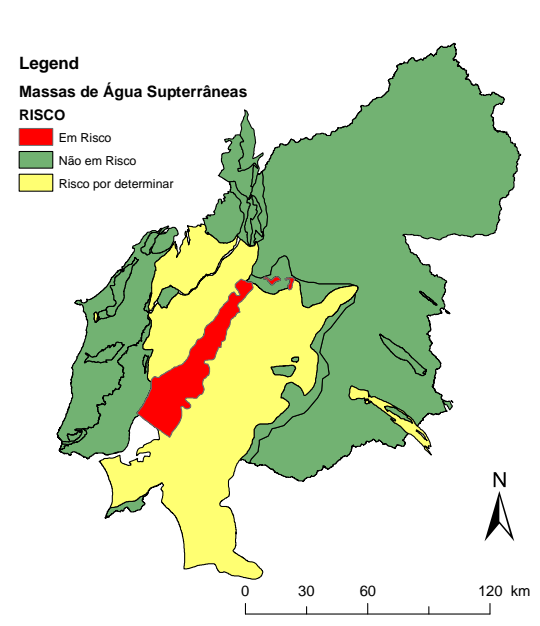 Legend
Massas de Água Supterrâneas
RISCO
Em Risco
Não em Risco
Risco por determinar
N
0 30 60 120 km